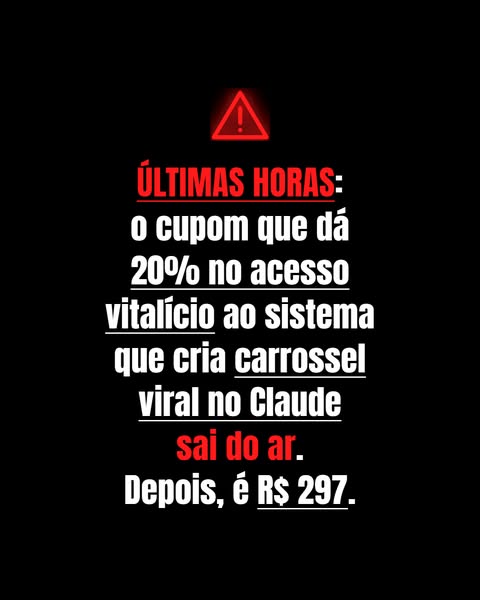 ÚLTIMAS HORAS:
o cupom que dá
20% no acesso
vitalício ao sistema
que cria carrossel
viral no Claude
sai do ar.
Depois, é R$ 297.